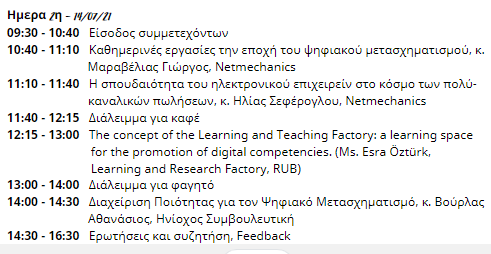 Ημερα 2η - 14/07/21
09:30 - 10:40 Είσοδος συμμετεχόντων
10:40 - 11:10 Καθημερινές εργασίες την εποχή του ψηφιακού μετασχηματισμού, κ.
Μαραβέλιας Γιώργος, Netmechanics
11:10 - 11:40 Η σπουδαιότητα του ηλεκτρονικού επιχειρείν στο κόσμο των πολύ-
καναλικών πωλήσεων, κ. Ηλίας Σεφέρογλου, Netmechanics
11:40 - 12:15 Διάλειμμα για καφέ
12:15 - 13:00 The concept of the Learning and Teaching Factory: a learning space
for the promotion of digital competencies. (Ms. Esra Öztürk,
Learning and Research Factory, RUB)
13:00 - 14:00 Διάλειμμα για φαγητό
14:00 - 14:30 Διαχείριση Ποιότητας για τον Ψηφιακό Μετασχηματισμό, κ. Βούρλας
Αθανάσιος, Ηνίοχος Συμβουλευτική
14:30 - 16:30 Ερωτήσεις και συζήτηση, Feedback